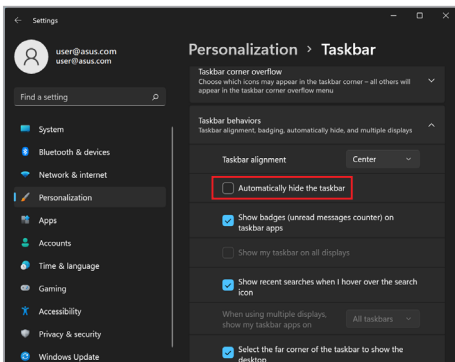 Settings
user@asus.com
user@asus.com
Find a setting
System
Bluetooth & devices
Network & internet
Personalization
Apps
Accounts
Time & language
Gaming
Accessibility
Privacy & security
Windows Update
Personalization > Taskbar
Taskbar corner overflow
Choose which icons may appear in the taskbar corner – all others will
appear in the taskbar corner overflow menu
Taskbar behaviors
Taskbar alignment, badging, automatically hide, and multiple displays
Taskbar alignment
Center
Automatically hide the taskbar
Show badges (unread messages counter) on
taskbar apps
Show my taskbar on all displays
Show recent searches when I hover over the search
icon
When using multiple displays,
show my taskbar apps on
All taskbars
Select the far corner of the taskbar to show the
desktop